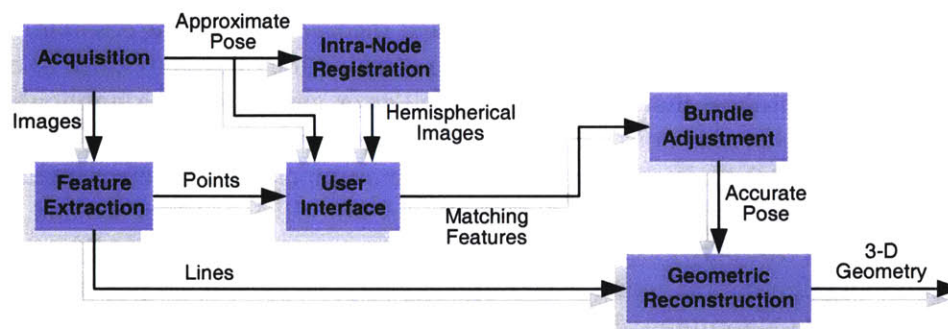 Approximate
Pose
Acquisition
Intra-Node
Registration
Images
Hemispherical
Images
Bundle
Adjustment
Feature
Extraction
Points
User
Interface
Matching
Features
Accurate
Pose
Lines
Geometric
Reconstruction
3-D
Geometry